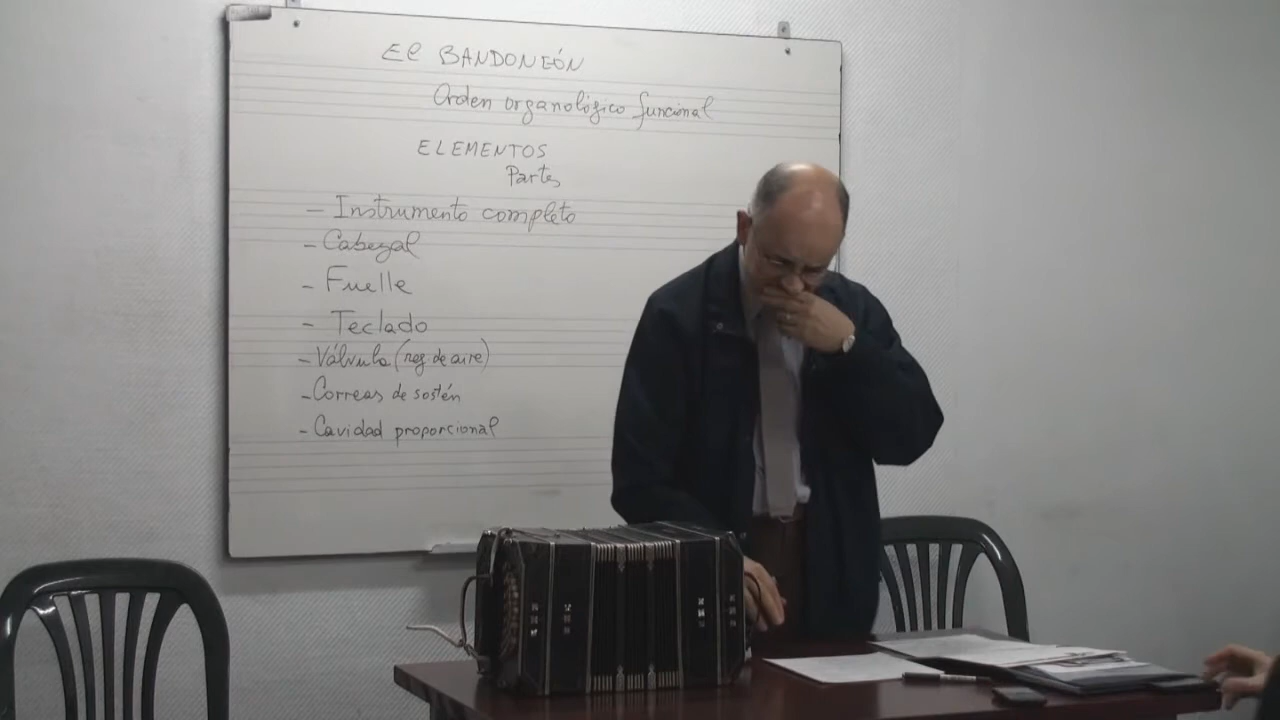 El BANDONEÓN
Orden organológico funcional
ELEMENTOS
Partes
- Instrumento completo
- Cabezal
- Fuelle
- Teclado
- Válvula (reg de aire)
- Correas de sostén
- Cavidad proporcional